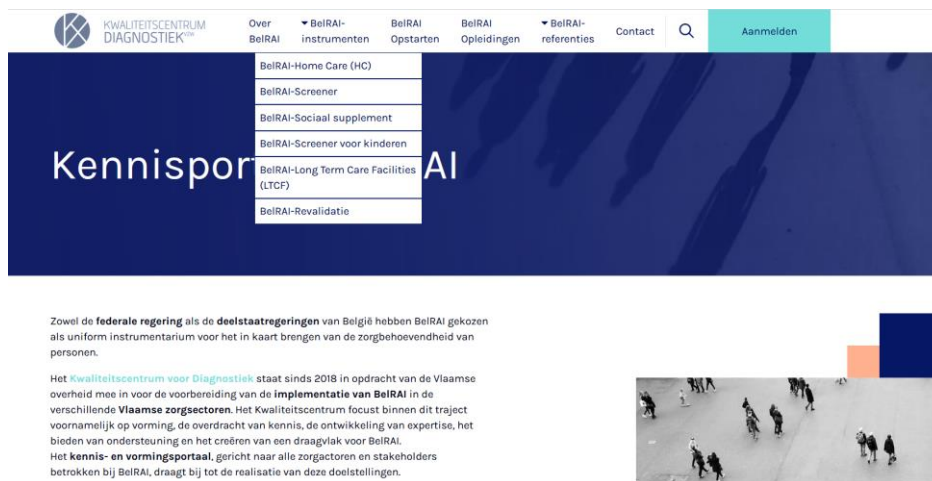 KWALITEITSCENTRUM
DIAGNOSTIEK VZW
Over
BelRAI
▼ BelRAI-
instrumenten
BelRAI
Opstarten
BelRAI
Opleidingen
▼ BelRAI-
referenties
Contact
Aanmelden
BelRAI-Home Care (HC)
BelRAI-Screener
BelRAI-Sociaal supplement
BelRAI-Screener voor kinderen
BelRAI-Long Term Care Facilities
(LTCF)
BelRAI-Revalidatie
Kennispor AI
Zowel de federale regering als de deelstaatregeringen van België hebben BelRAI gekozen
als uniform instrumentarium voor het in kaart brengen van de zorgbehoevendheid van
personen.
Het Kwaliteitscentrum voor Diagnostiek staat sinds 2018 in opdracht van de Vlaamse
overheid mee in voor de voorbereiding van de implementatie van BelRAI in de
verschillende Vlaamse zorgsectoren. Het Kwaliteitscentrum focust binnen dit traject
voornamelijk op vorming, de overdracht van kennis, de ontwikkeling van expertise, het
bieden van ondersteuning en het creëren van een draagvlak voor BelRAI.
Het kennis- en vormingsportaal, gericht naar alle zorgactoren en stakeholders
betrokken bij BelRAI, draagt bij tot de realisatie van deze doelstellingen.